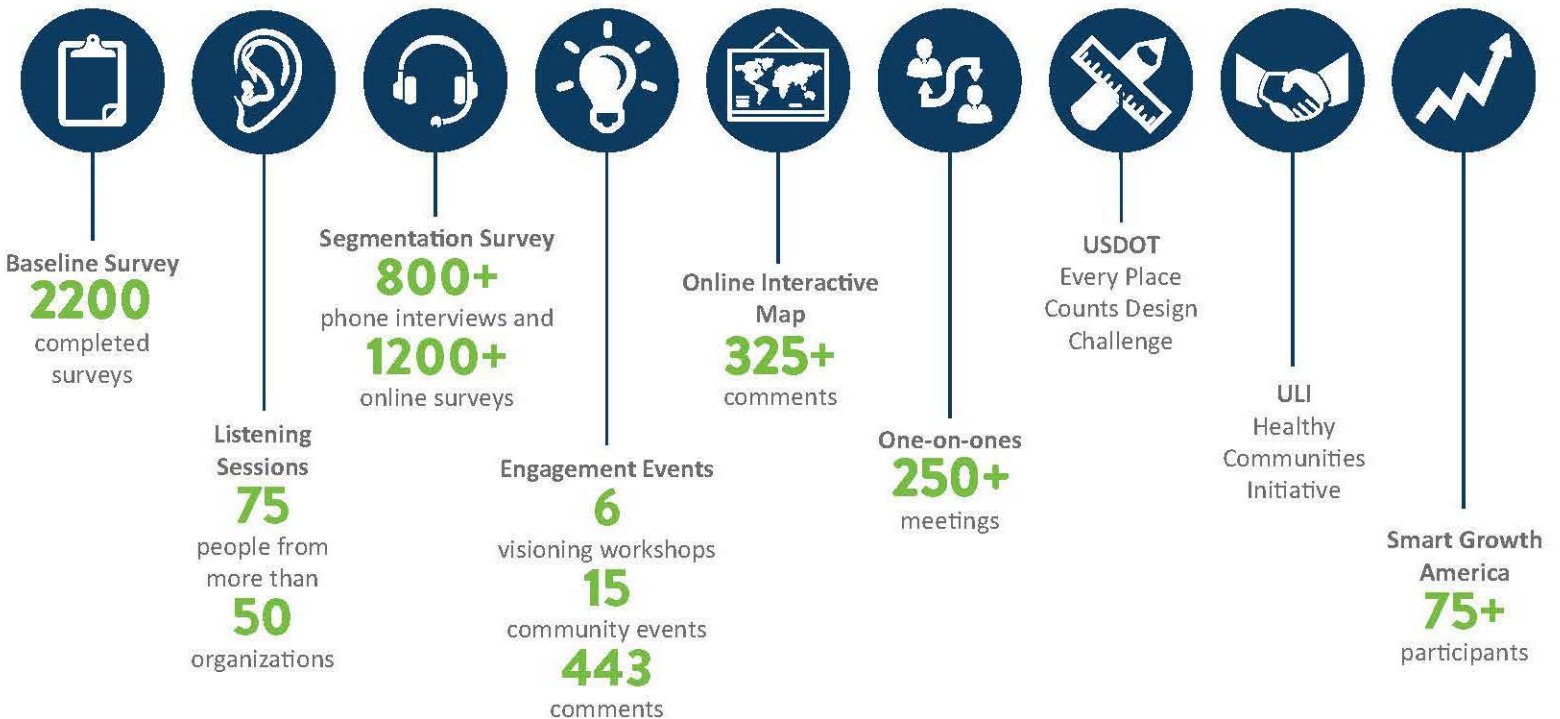 Baseline Survey
2200
completed
surveys
Listening
Sessions
75
people from
more than
50
organizations
Segmentation Survey
800+
phone interviews and
1200+
online surveys
Engagement Events
6
visioning workshops
15
community events
443
comments
Online Interactive
Map
325+
comments
One-on-ones
250+
meetings
USDOT
Every Place
Counts Design
Challenge
ULI
Healthy
Communities
Initiative
Smart Growth
America
75+
participants